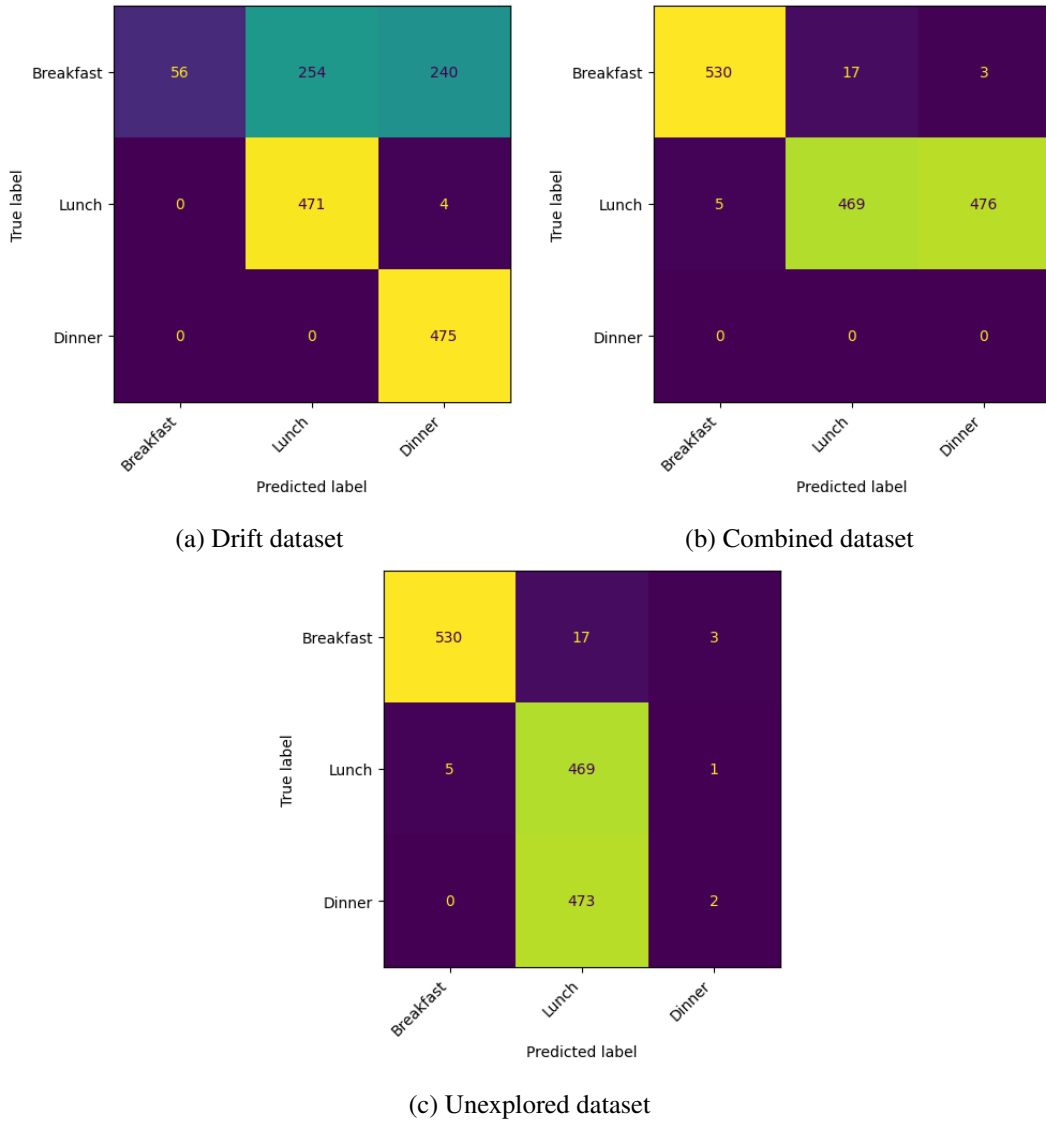 Breakfast 56 254 240
Lunch 0 471 4
Dinner 0 0 475
True label
Breakfast Lunch Dinner
Predicted label
(a) Drift dataset
Breakfast 530 17 3
Lunch 5 469 476
Dinner 0 0 0
True label
Breakfast Lunch Dinner
Predicted label
(b) Combined dataset
Breakfast 530 17 3
Lunch 5 469 1
Dinner 0 473 2
True label
Breakfast Lunch Dinner
Predicted label
(c) Unexplored dataset